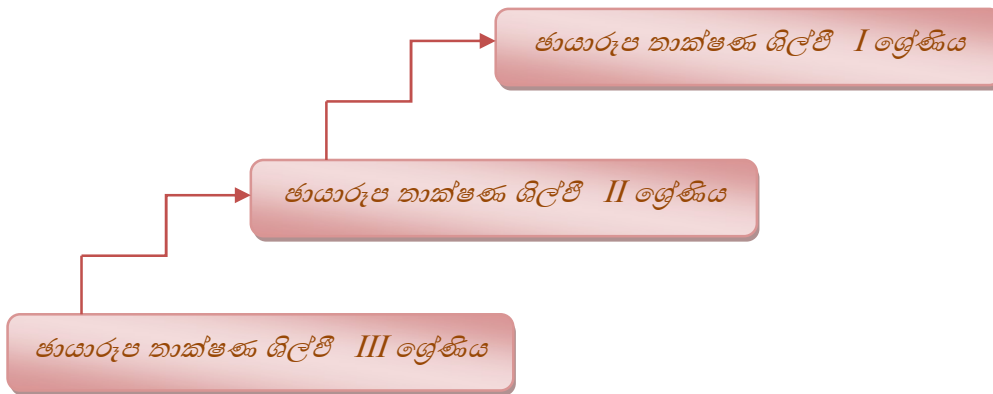 ඡායාරූප තාක්ෂණ ශිල්පී I ශ්‍රේණිය
ඡායාරූප තාක්ෂණ ශිල්පී II ශ්‍රේණිය
ඡායාරූප තාක්ෂණ ශිල්පී III ශ්‍රේණිය